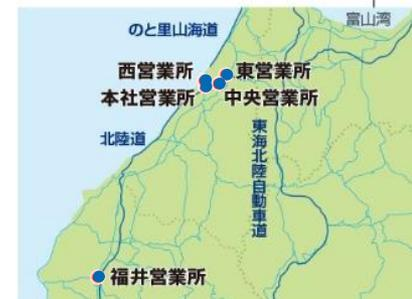 富山湾
のと里山海道
西営業所
東営業所
本社営業所
中央営業所
北陸道
東海北陸自動車道
福井営業所